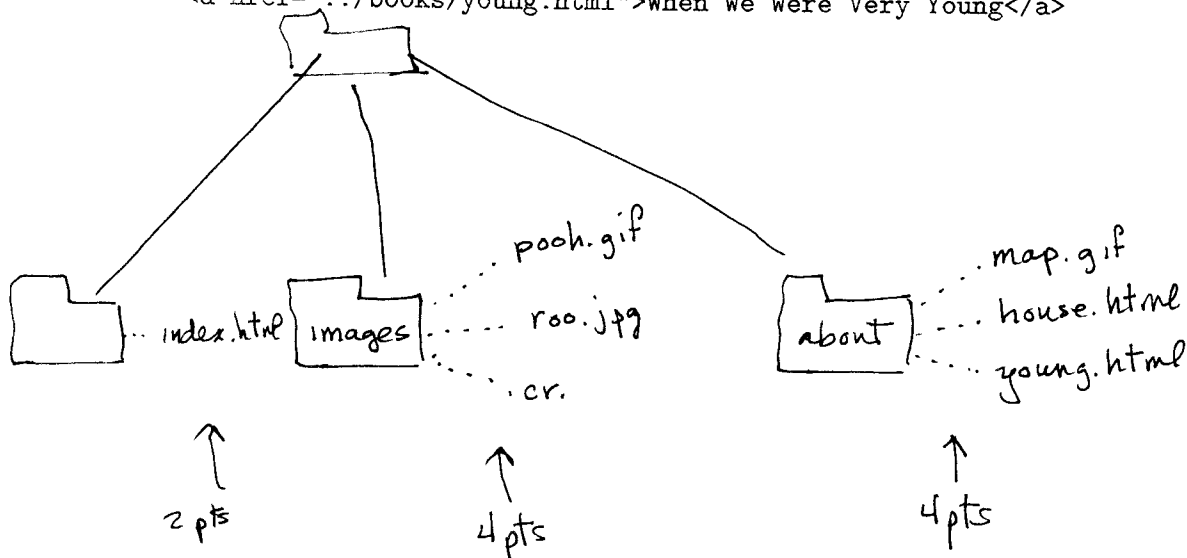 <a href="../books/young.html">When We Were Very Young</a>
pooh.gif
map.gif
index.html
images
roo.jpg
about
house.html
cr.
young.html
2 pts
4 pts
4 pts